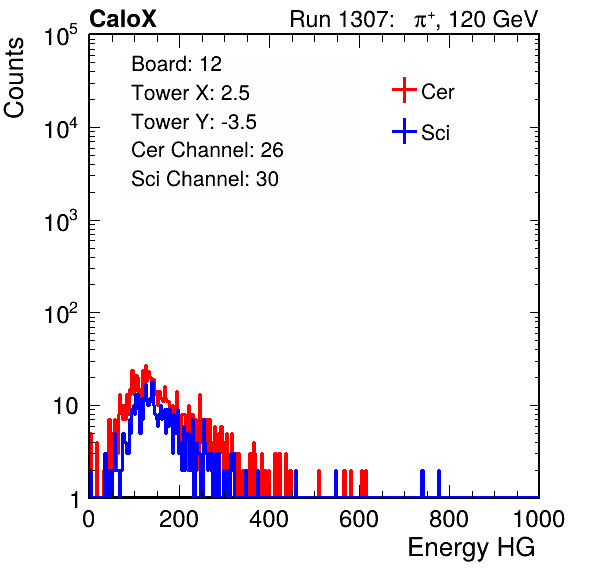 CaloX Run 1307: π⁺, 120 GeV
Counts
10⁵
10⁴
10³
10²
10
1
Board: 12
Tower X: 2.5
Tower Y: -3.5
Cer Channel: 26
Sci Channel: 30
Cer
Sci
0 200 400 600 800 1000
Energy HG